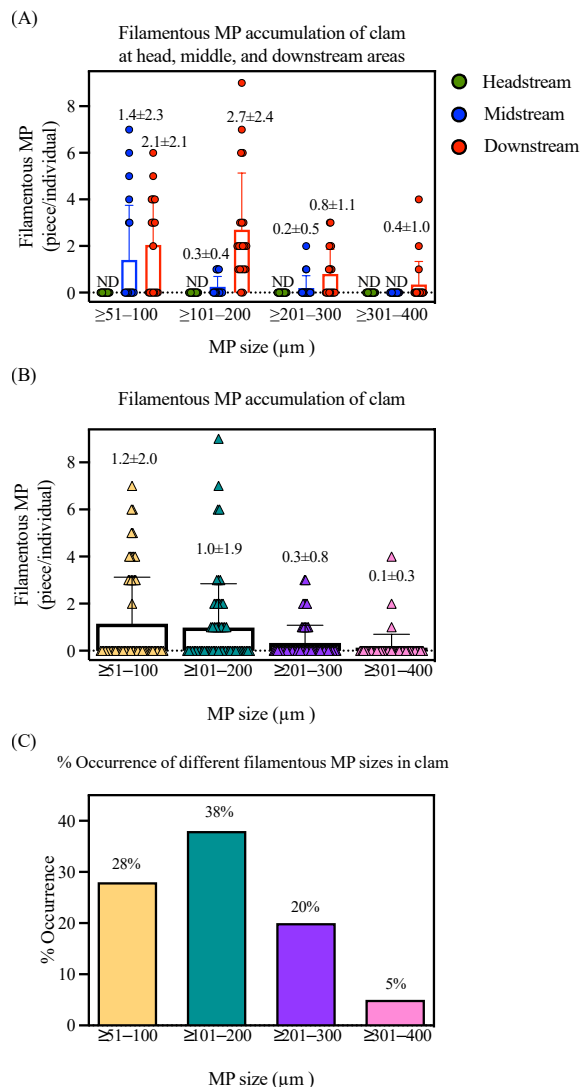 (A)
Filamentous MP accumulation of clam
at head, middle, and downstream areas
Headstream
Midstream
Downstream
Filamentous MP
(piece/individual)
8
6
4
2
0
1.4±2.3
2.1±2.1
2.7±2.4
0.3±0.4
0.2±0.5
0.8±1.1
0.4±1.0
ND
ND
ND
ND ND
≥51–100
≥101–200
≥201–300
≥301–400
MP size (µm )
(B)
Filamentous MP accumulation of clam
Filamentous MP
(piece/individual)
8
6
4
2
0
1.2±2.0
1.0±1.9
0.3±0.8
0.1±0.3
≥51–100
≥101–200
≥201–300
≥301–400
MP size (µm )
(C)
% Occurrence of different filamentous MP sizes in clam
% Occurrence
40
30
20
10
0
28%
38%
20%
5%
≥51–100
≥101–200
≥201–300
≥301–400
MP size (µm )